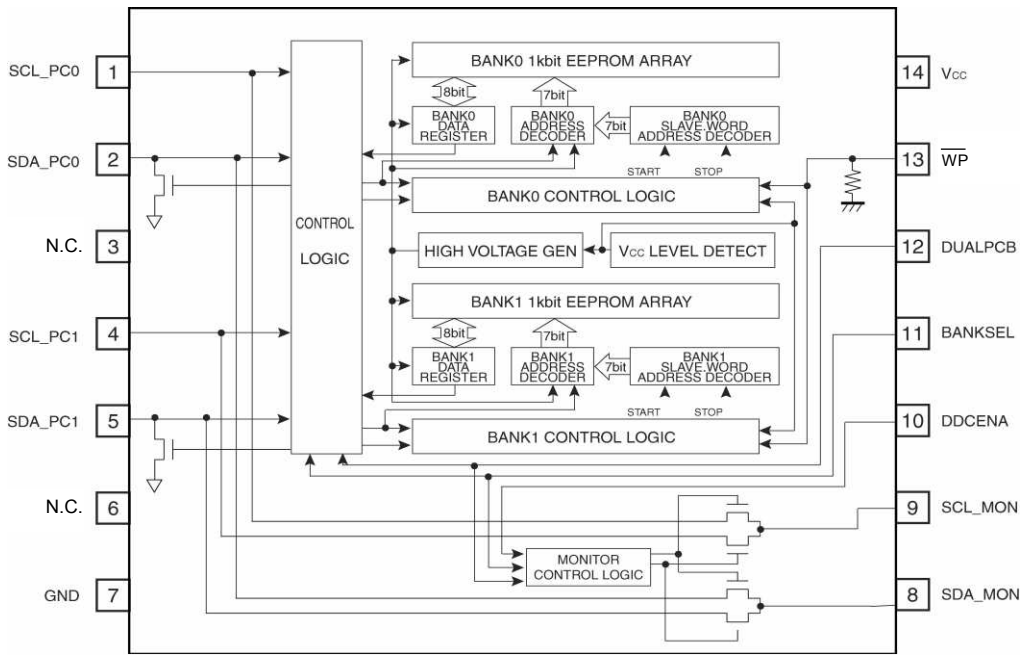 SCL_PC0
1
SDA_PC0
2
N.C.
3
SCL_PC1
4
SDA_PC1
5
N.C.
6
GND
7
CONTROL
LOGIC
BANK0 1kbit EEPROM ARRAY
8bit
7bit
BANK0
DATA
REGISTER
BANK0
ADDRESS
DECODER
7bit
BANK0
SLAVE.WORD
ADDRESS DECODER
START
STOP
BANK0 CONTROL LOGIC
HIGH VOLTAGE GEN
Vcc LEVEL DETECT
BANK1 1kbit EEPROM ARRAY
8bit
7bit
BANK1
DATA
REGISTER
BANK1
ADDRESS
DECODER
7bit
BANK1
SLAVE.WORD
ADDRESS DECODER
START
STOP
BANK1 CONTROL LOGIC
MONITOR
CONTROL LOGIC
14
Vcc
13
WP
12
DUALPCB
11
BANKSEL
10
DDCENA
9
SCL_MON
8
SDA_MON